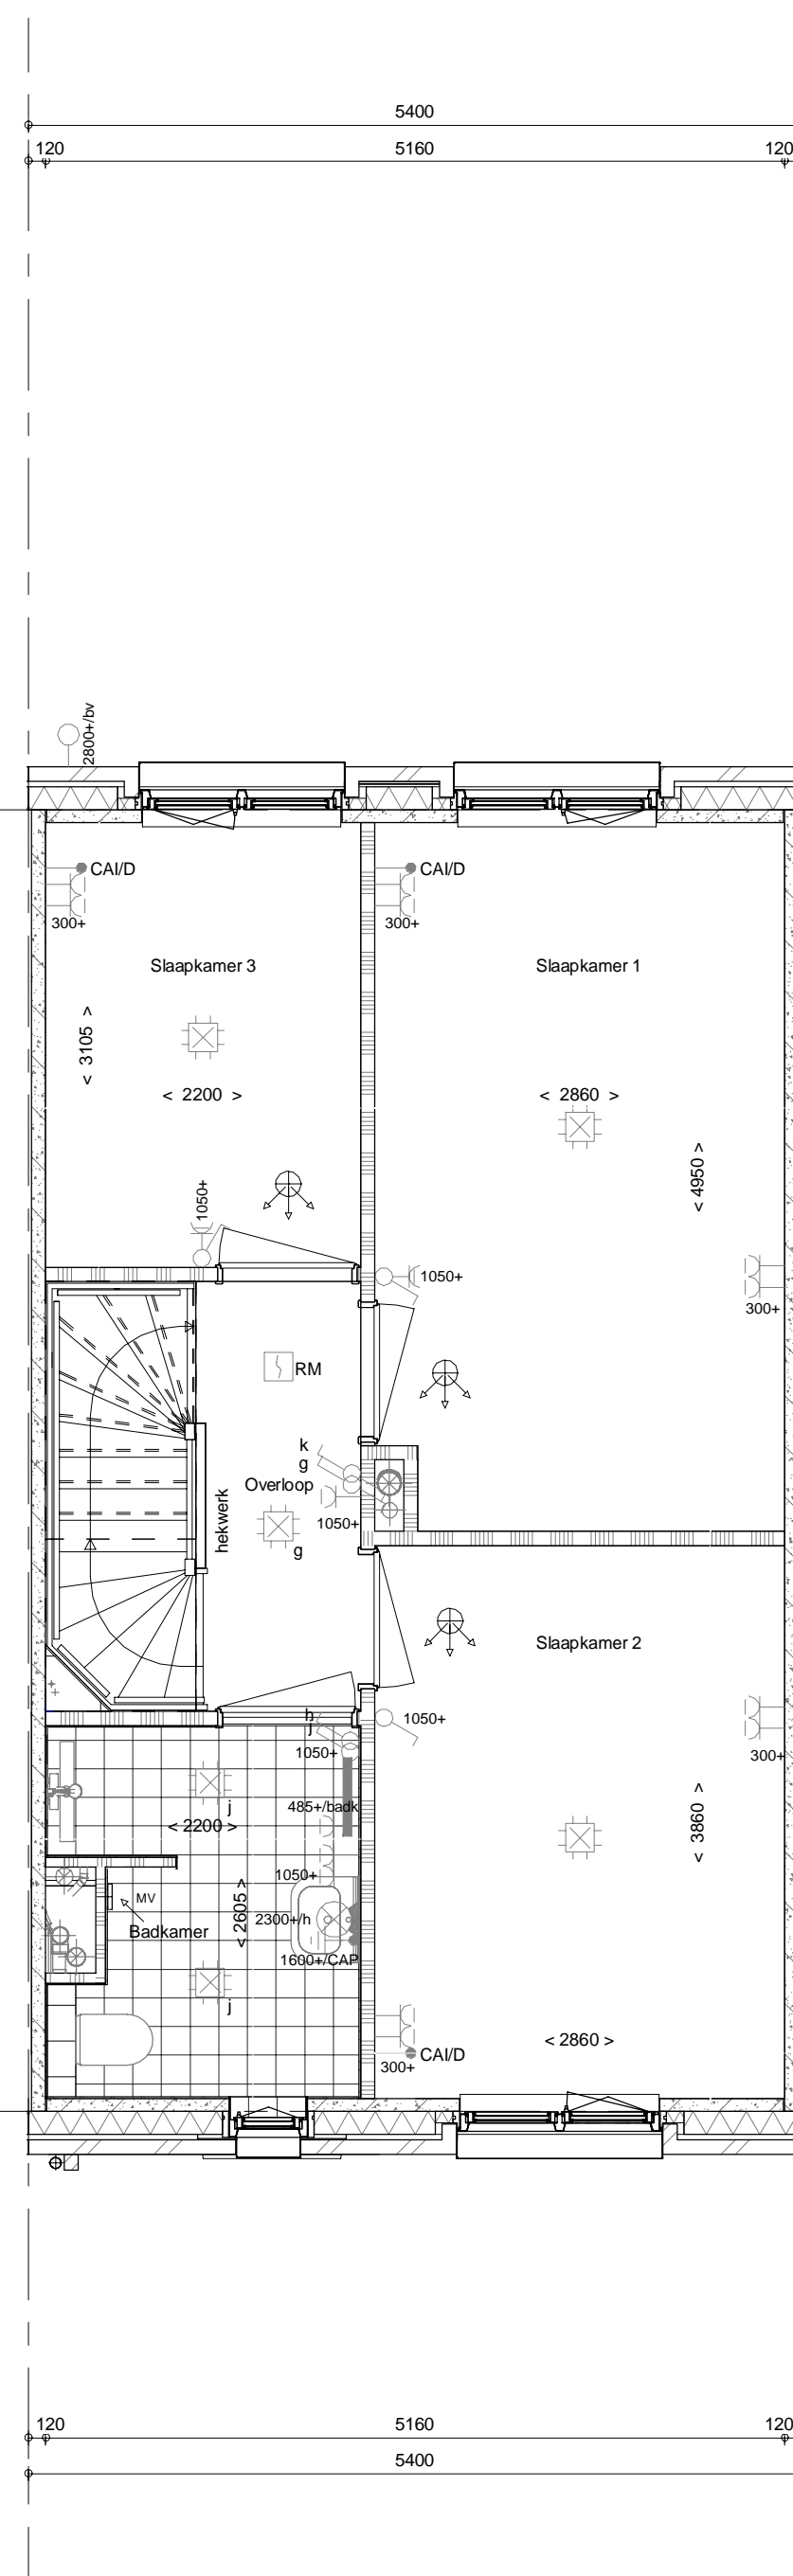 5400
120 5160 120
2800+/bv
CAI/D CAI/D
300+ 300+
Slaapkamer 3 Slaapkamer 1
< 3105 >
< 2200 > < 2860 >
< 4950 >
1050+
1050+
300+
RM
k
g
Overloop
hekwerk
1050+
g
Slaapkamer 2
h
j
1050+
1050+
300+
j
485+/badk
< 2200 >
< 3860 >
1050+
MV
< 2605 >
2300+/h
Badkamer
1600+/CAP
j
< 2860 >
CAI/D
300+
120 5160 120
5400